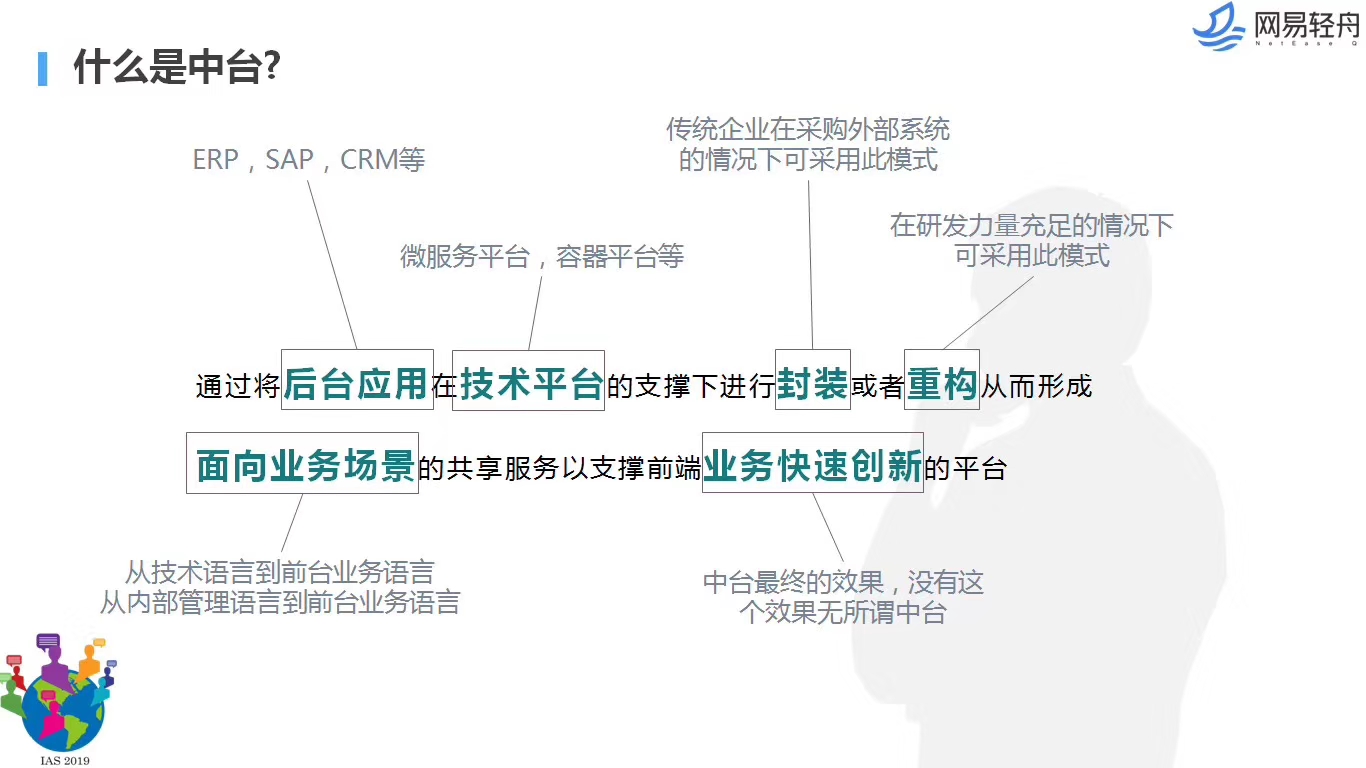 网易轻舟
NetEase Q
什么是中台?
传统企业在采购外部系统
的情况下可采用此模式
ERP，SAP，CRM等
在研发力量充足的情况下
可采用此模式
微服务平台，容器平台等
通过将后台应用在技术平台的支撑下进行封装或者重构从而形成
面向业务场景的共享服务以支撑前端业务快速创新的平台
从技术语言到前台业务语言
从内部管理语言到前台业务语言
中台最终的效果，没有这
个效果无所谓中台
IAS 2019